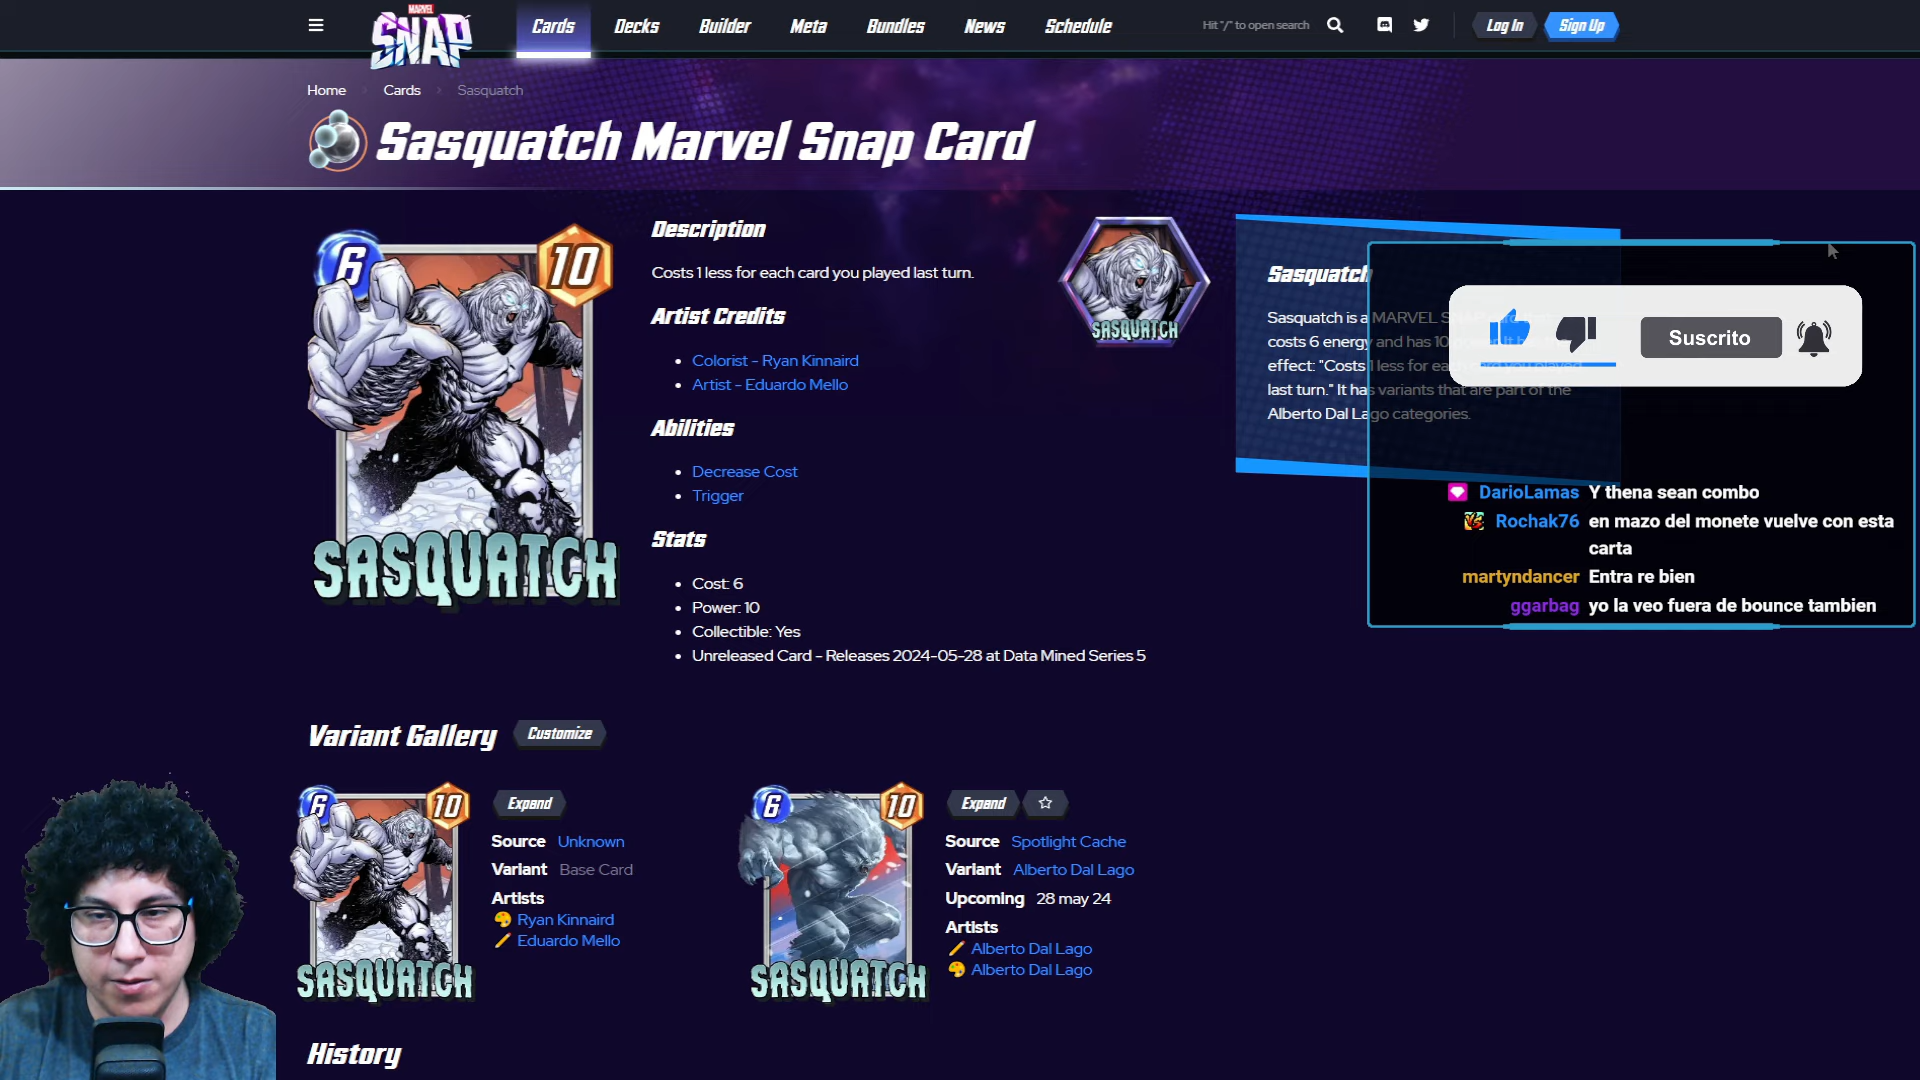 MARVEL SNAP
Cards
Decks
Builder
Meta
Bundles
News
Schedule
Hit "/" to open search
Log In
Sign Up
Home
Cards
Sasquatch
Sasquatch Marvel Snap Card
6
10
SASQUATCH
Description
Costs 1 less for each card you played last turn.
Artist Credits
Colorist - Ryan Kinnaird
Artist - Eduardo Mello
Abilities
Decrease Cost
Trigger
Stats
Cost: 6
Power: 10
Collectible: Yes
Unreleased Card - Releases 2024-05-28 at Data Mined Series 5
SASQUATCH
Sasquatch
Sasquatch is a MARVEL
costs 6 energy and has 10
effect: "Costs 1 less for
last turn." It has variants that are part of the
Alberto Dal Lago categories.
Suscrito
DarioLamas Y thena sean combo
Rochak76 en mazo del monete vuelve con esta
carta
martyndancer Entra re bien
ggarbag yo la veo fuera de bounce tambien
Variant Gallery
Customize
6
10
SASQUATCH
Expand
Source Unknown
Variant Base Card
Artists
Ryan Kinnaird
Eduardo Mello
6
10
SASQUATCH
Expand
Source Spotlight Cache
Variant Alberto Dal Lago
Upcoming 28 may 24
Artists
Alberto Dal Lago
Alberto Dal Lago
History